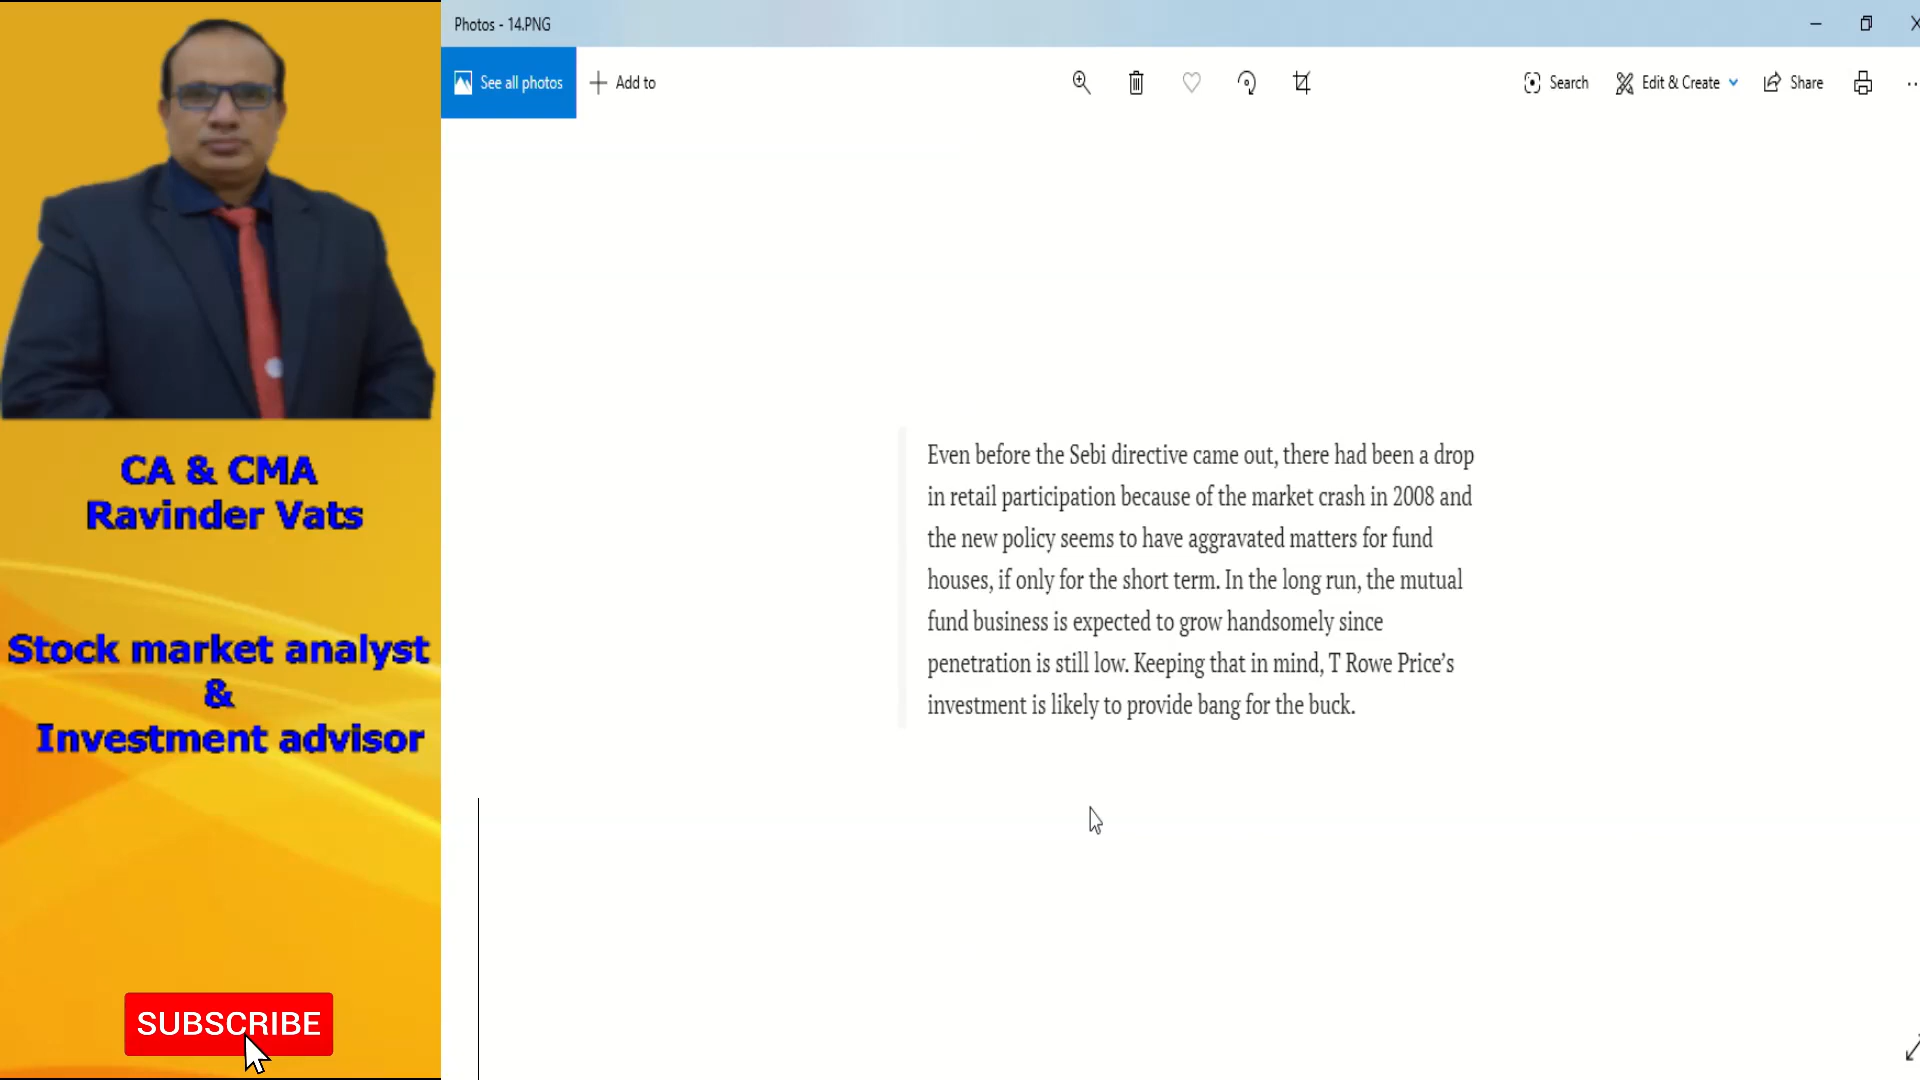 Photos - 14.PNG
See all photos
Add to
Search
Edit & Create
Share
CA & CMA
Ravinder Vats
Stock market analyst
&
Investment advisor
SUBSCRIBE
Even before the Sebi directive came out, there had been a drop
in retail participation because of the market crash in 2008 and
the new policy seems to have aggravated matters for fund
houses, if only for the short term. In the long run, the mutual
fund business is expected to grow handsomely since
penetration is still low. Keeping that in mind, T Rowe Price’s
investment is likely to provide bang for the buck.